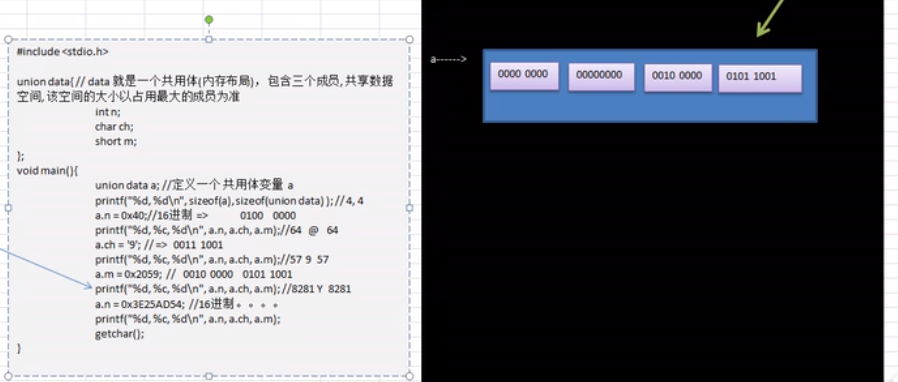 #include <stdio.h>
union data{ // data 就是一个共用体(内存布局)，包含三个成员,共享数据
空间,该空间的大小以占用最大的成员为准
int n;
char ch;
short m;
};
void main(){
union data a; //定义一个 共用体变量 a
printf("%d, %d\n", sizeof(a),sizeof(union data) ); // 4, 4
a.n = 0x40;//16进制 => 0100 0000
printf("%d, %c, %d\n", a.n, a.ch, a.m);//64 @ 64
a.ch = '9'; // => 0011 1001
printf("%d, %c, %d\n", a.n, a.ch, a.m);//57 9 57
a.m = 0x2059; // 0010 0000 0101 1001
printf("%d, %c, %d\n", a.n, a.ch, a.m);//8281 Y 8281
a.n = 0x3E25AD54; //16进制。。。。
printf("%d, %c, %d\n", a.n, a.ch, a.m);
getchar();
}
a------>
0000 0000 00000000 0010 0000 0101 1001